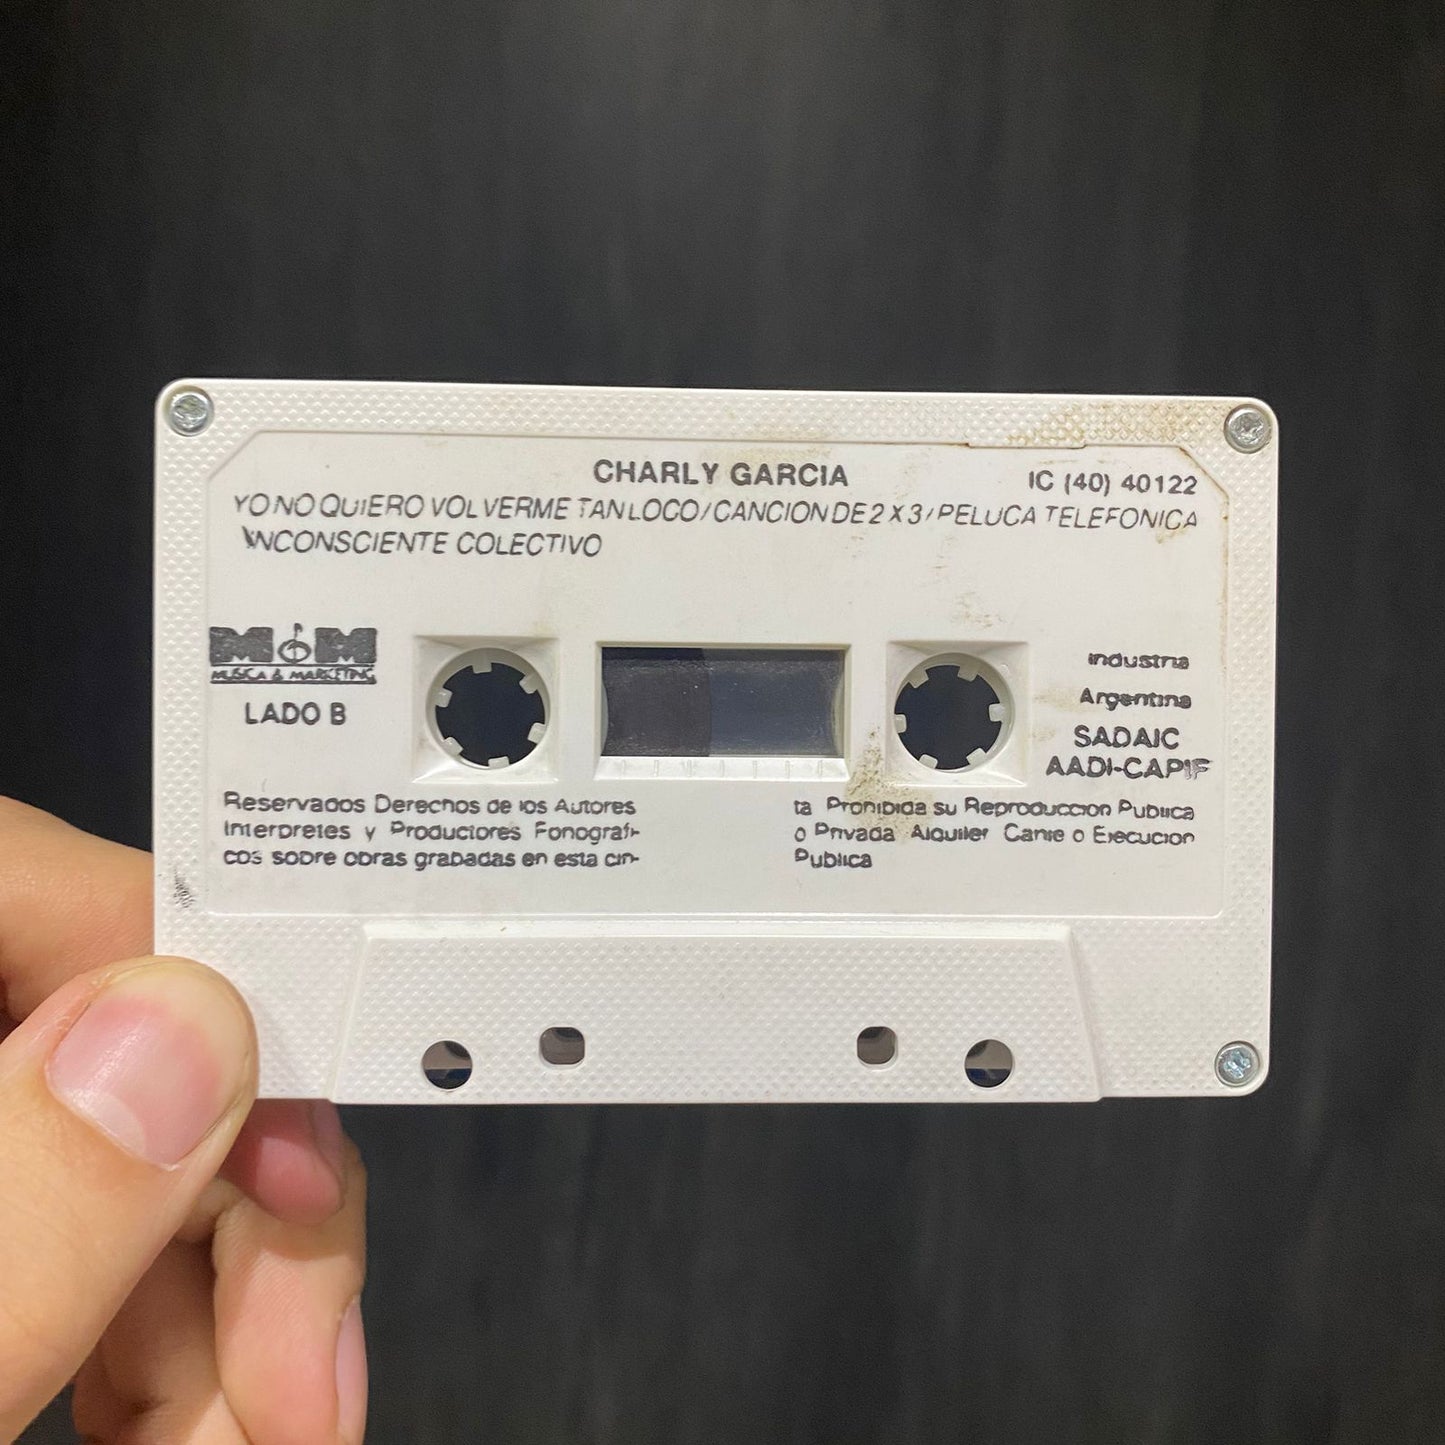 CHARLY GARCIA
IC (40) 40122
YO NO QUIERO VOLVERME TAN LOCO/CANCION DE 2 X 3/PELUCA TELEFONICA
INCONSCIENTE COLECTIVO
M&M
MUSICA & MARKETING
LADO B
Industria
Argentina
SADAIC
AADI-CAPIF
Reservados Derechos de los Autores
Interpretes y Productores Fonografi-
cos sobre obras grabadas en esta cin-
ta Prohibida su Reproduccion Publica
o Privada Alquiler Canje o Ejecucion
Publica